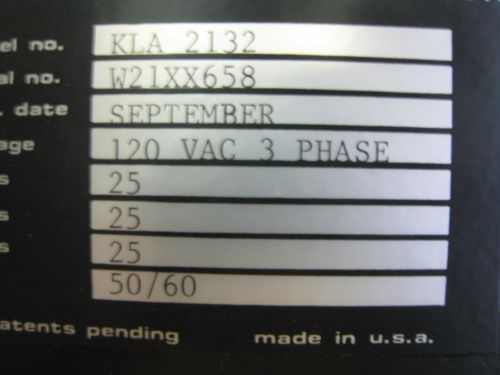 el no. KLA 2132
al no. W21XX658
. date SEPTEMBER
age 120 VAC 3 PHASE
s 25
s 25
s 25
50/60
atents pending made in u.s.a.